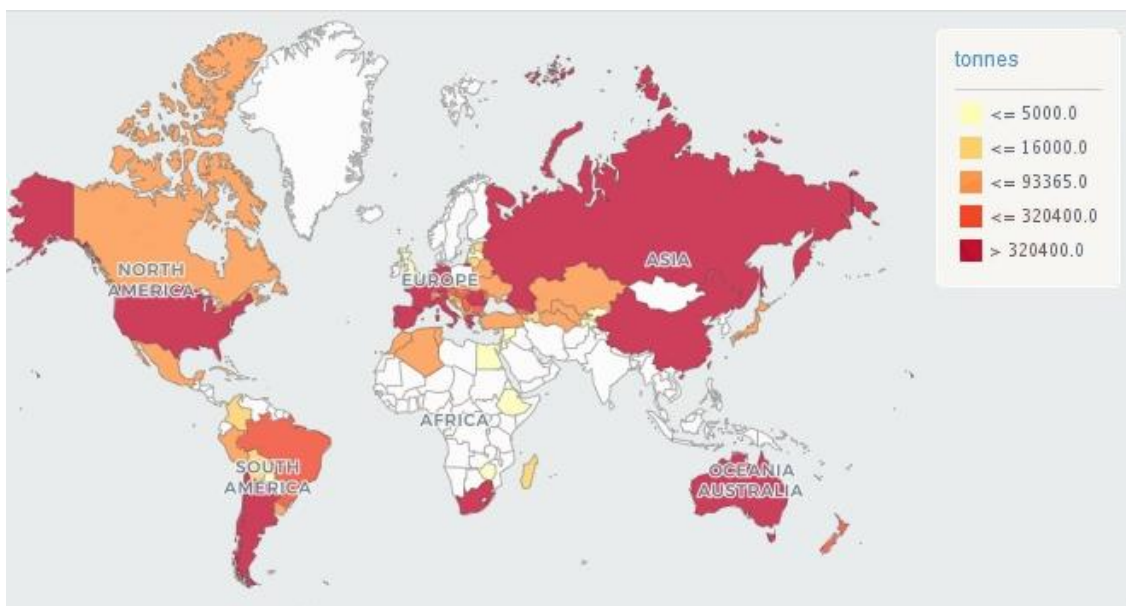 tonnes
<= 5000.0
<= 16000.0
<= 93365.0
<= 320400.0
> 320400.0
NORTH
AMERICA
EUROPE
ASIA
AFRICA
SOUTH
AMERICA
OCEANIA
AUSTRALIA